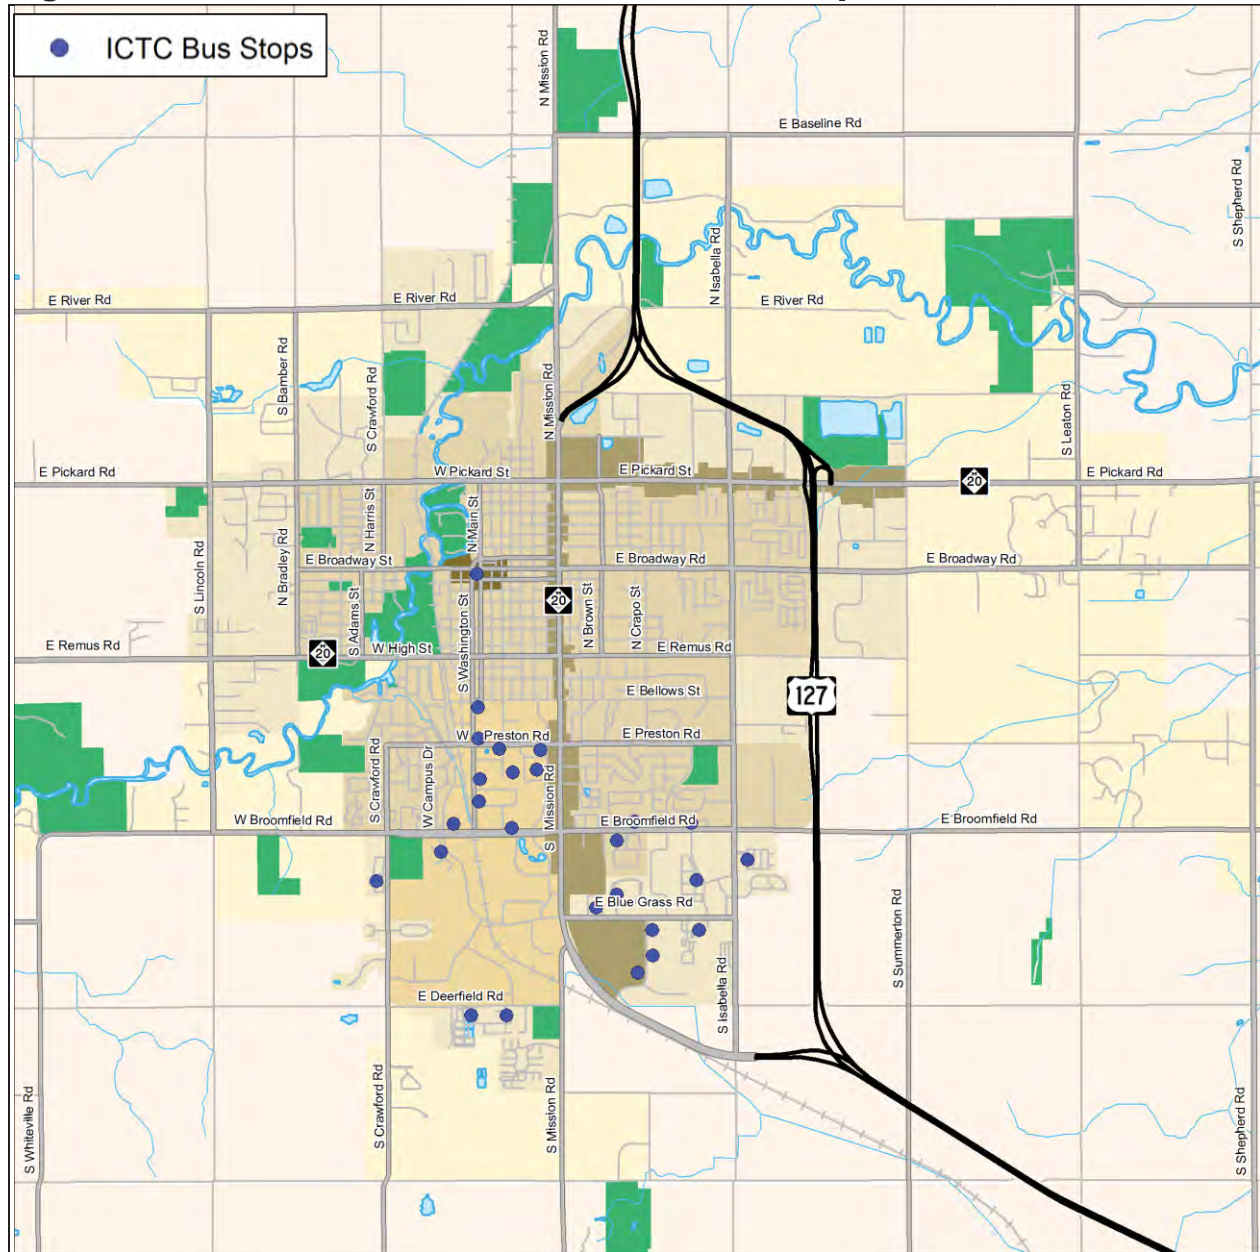 ICTC Bus Stops
N Mission Rd
E Baseline Rd
S Shepherd Rd
N Isabella Rd
E River Rd
E River Rd
E River Rd
S Bamber Rd
S Crawford Rd
N Mission Rd
S Leaton Rd
E Pickard Rd
W Pickard St
E Pickard St
M
20
E Pickard Rd
N Harris St
N Main St
N Bradley Rd
S Lincoln Rd
E Broadway St
E Broadway Rd
E Broadway Rd
S Adams St
S Washington St
M
20
N Brown St
N Crapo St
E Remus Rd
M
20
W High St
E Remus Rd
E Bellows St
127
W Preston Rd
E Preston Rd
S Crawford Rd
W Campus Dr
S Mission Rd
W Broomfield Rd
E Broomfield Rd
E Broomfield Rd
E Blue Grass Rd
S Summerton Rd
S Isabella Rd
E Deerfield Rd
S Whiteville Rd
S Crawford Rd
S Mission Rd
S Shepherd Rd